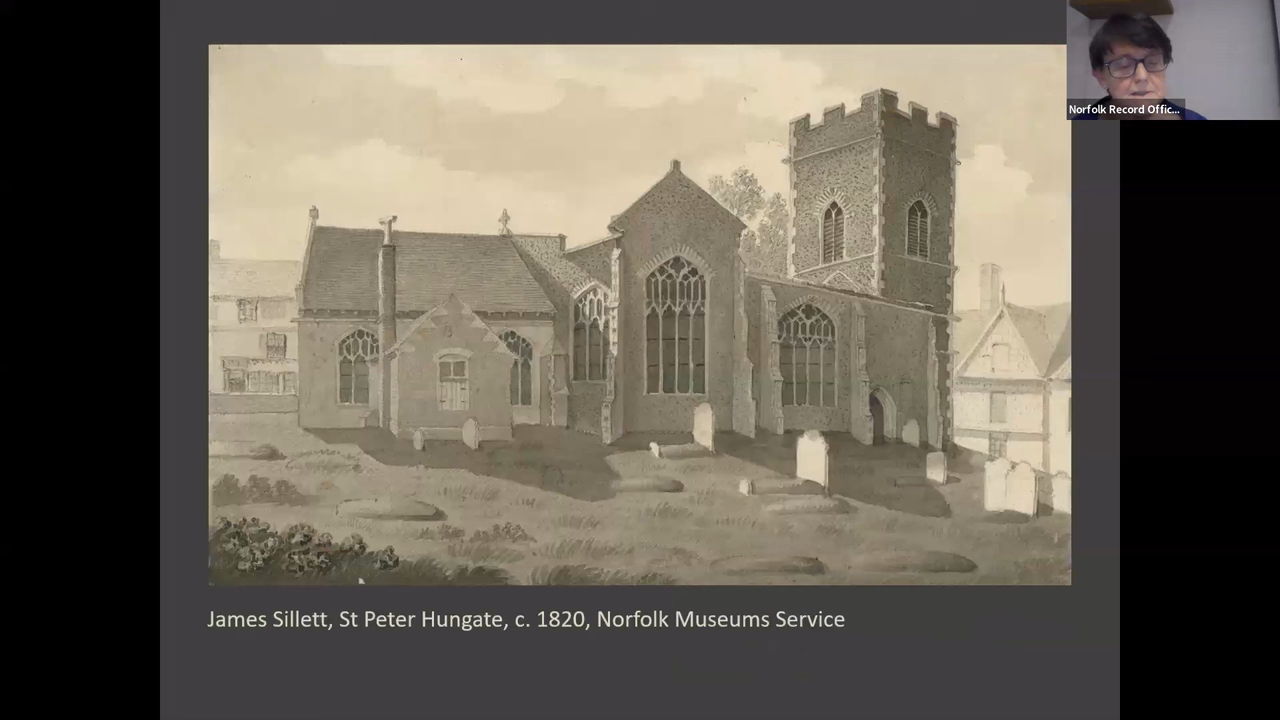 Norfolk Record Offic...
James Sillett, St Peter Hungate, c. 1820, Norfolk Museums Service